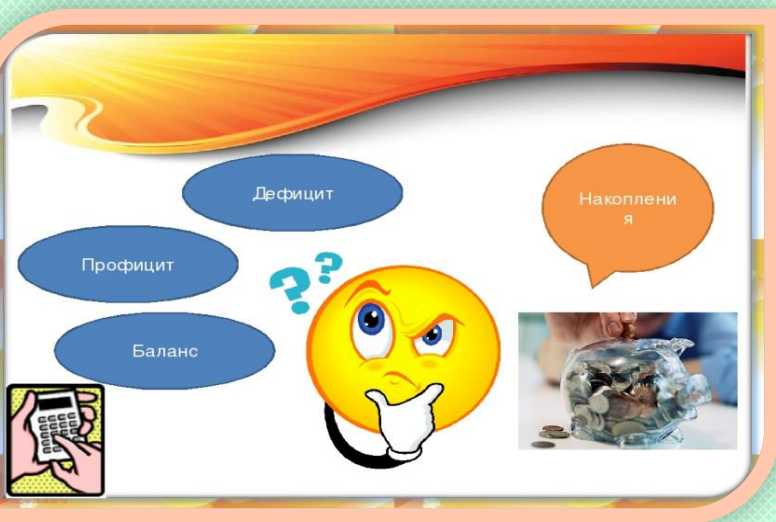 Дефицит
Накоплени
я
Профицит
Баланс
??